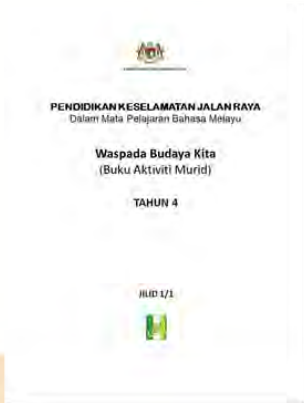 PENDIDIKAN KESELAMATAN JALAN RAYA
Dalam Mata Pelajaran Bahasa Melayu
Waspada Budaya Kita
(Buku Aktiviti Murid)
TAHUN 4
JILID 1/1